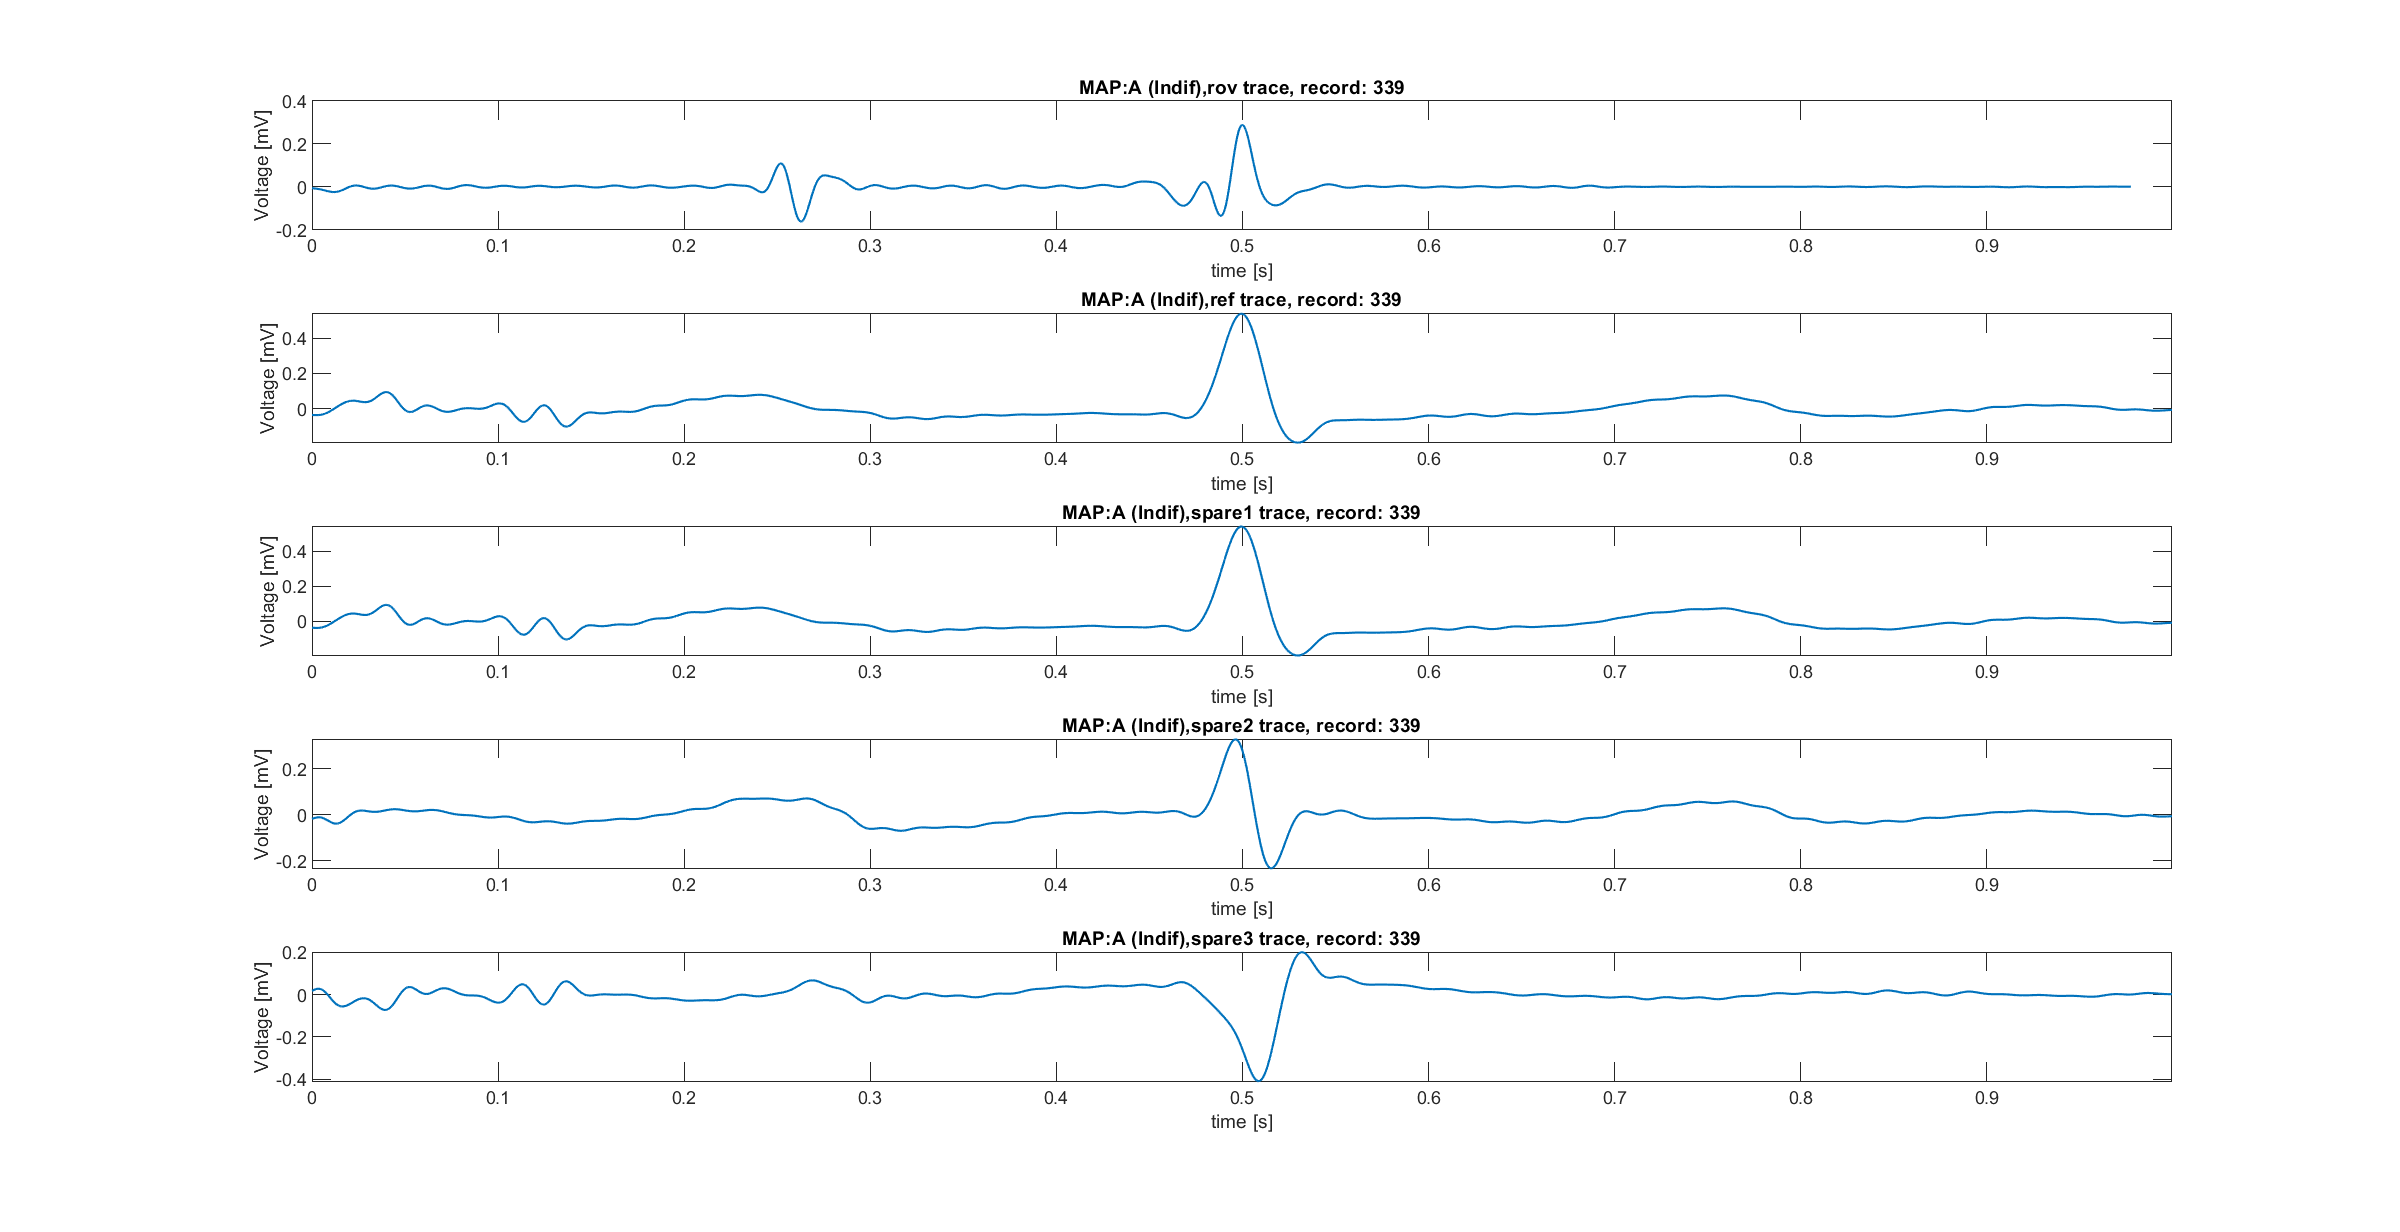 MAP:A (Indif),rov trace, record: 339
Voltage [mV]
0.4
0.2
0
-0.2
0 0.1 0.2 0.3 0.4 0.5 0.6 0.7 0.8 0.9
time [s]
MAP:A (Indif),ref trace, record: 339
Voltage [mV]
0.4
0.2
0
0 0.1 0.2 0.3 0.4 0.5 0.6 0.7 0.8 0.9
time [s]
MAP:A (Indif),spare1 trace, record: 339
Voltage [mV]
0.4
0.2
0
0 0.1 0.2 0.3 0.4 0.5 0.6 0.7 0.8 0.9
time [s]
MAP:A (Indif),spare2 trace, record: 339
Voltage [mV]
0.2
0
-0.2
0 0.1 0.2 0.3 0.4 0.5 0.6 0.7 0.8 0.9
time [s]
MAP:A (Indif),spare3 trace, record: 339
Voltage [mV]
0.2
0
-0.2
-0.4
0 0.1 0.2 0.3 0.4 0.5 0.6 0.7 0.8 0.9
time [s]